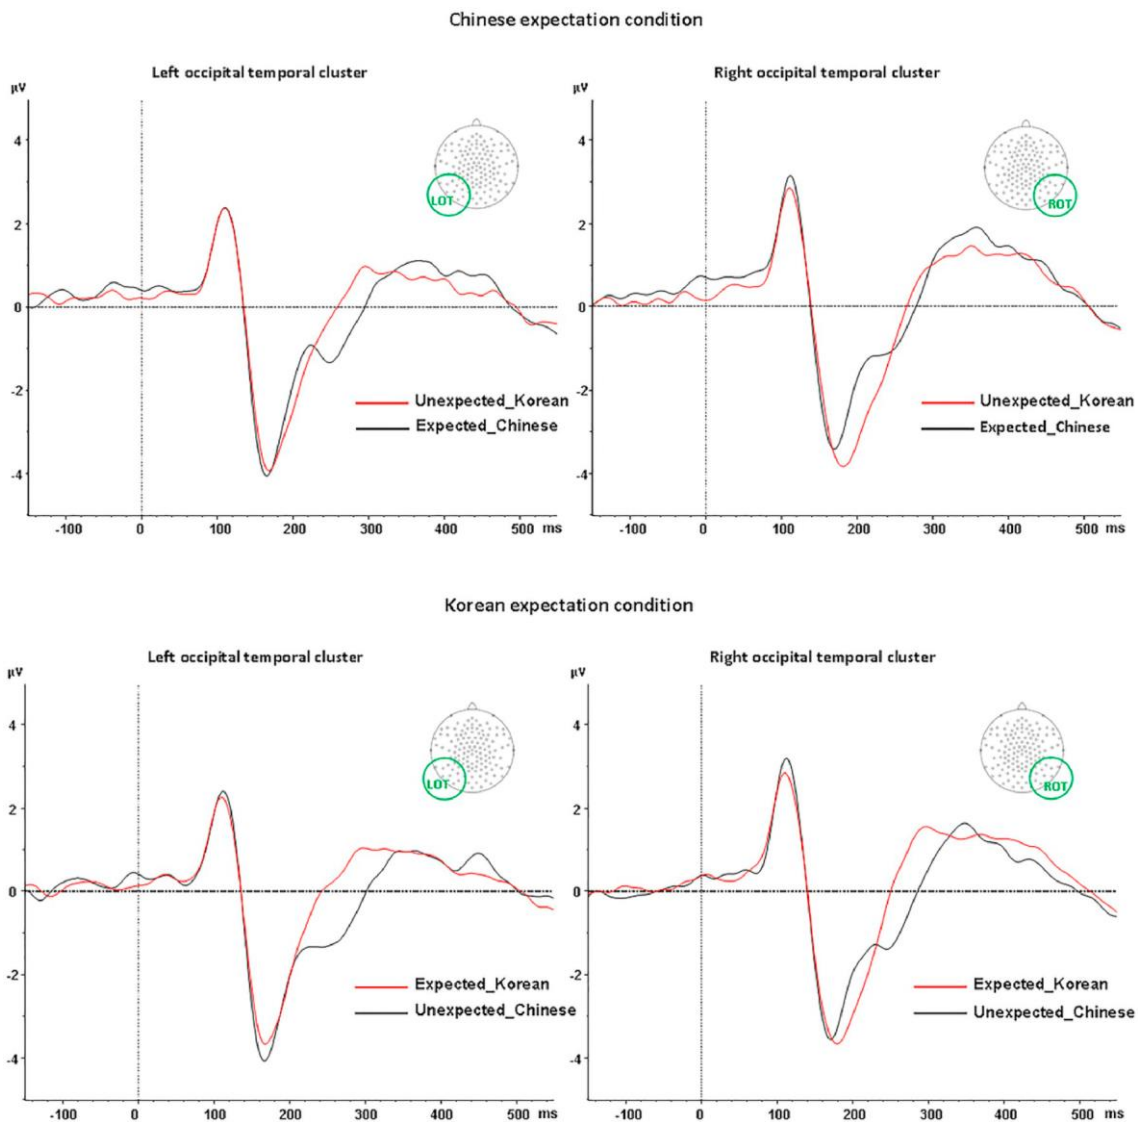 Chinese expectation condition
Left occipital temporal cluster
Right occipital temporal cluster
μV
μV
4
2
0
-2
-4
4
2
0
-2
-4
LOT
ROT
Unexpected_Korean
Expected_Chinese
Unexpected_Korean
Expected_Chinese
-100 0 100 200 300 400 500 ms
-100 0 100 200 300 400 500 ms
Korean expectation condition
Left occipital temporal cluster
Right occipital temporal cluster
μV
μV
4
2
0
-2
-4
4
2
0
-2
-4
LOT
ROT
Expected_Korean
Unexpected_Chinese
Expected_Korean
Unexpected_Chinese
-100 0 100 200 300 400 500 ms
-100 0 100 200 300 400 500 ms